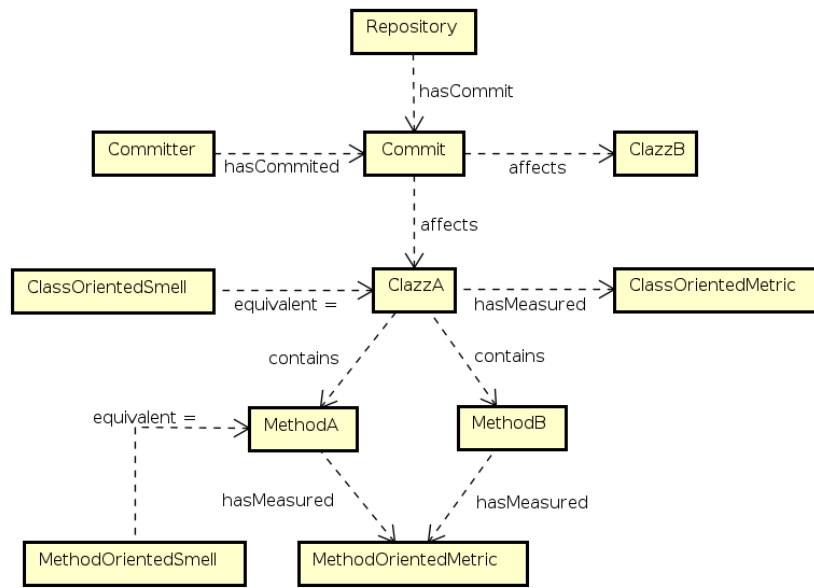 Repository
hasCommit
Committer
hasCommited
Commit
affects
ClazzB
affects
ClassOrientedSmell
equivalent =
ClazzA
hasMeasured
ClassOrientedMetric
contains
contains
equivalent =
MethodA
MethodB
hasMeasured
hasMeasured
MethodOrientedSmell
MethodOrientedMetric